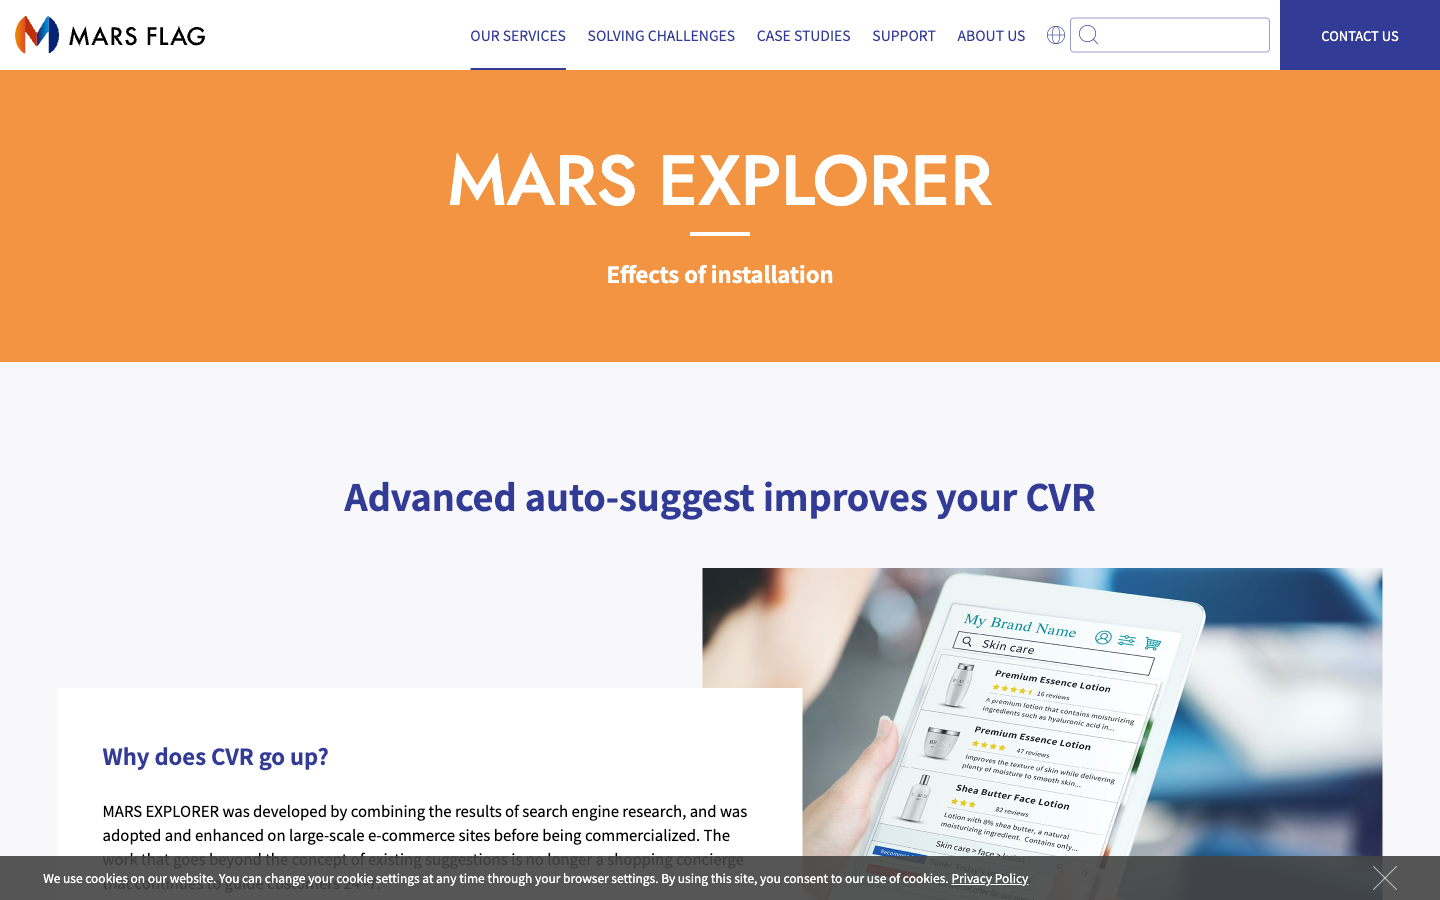 MARS FLAG
OUR SERVICES
SOLVING CHALLENGES
CASE STUDIES
SUPPORT
ABOUT US
CONTACT US
MARS EXPLORER
Effects of installation
Advanced auto-suggest improves your CVR
My Brand Name
Skin care
Premium Essence Lotion
16 reviews
A premium lotion that contains moisturizing
ingredients such as hyaluronic acid in...
Premium Essence Lotion
47 reviews
Improves the texture of skin while delivering
plenty of moisture to smooth skin...
Shea Butter Face Lotion
82 reviews
Lotion with 8% shea butter, a natural
moisturizing ingredient. Contains only...
Skin care > face > lotion
Why does CVR go up?
MARS EXPLORER was developed by combining the results of search engine research, and was
adopted and enhanced on large-scale e-commerce sites before being commercialized. The
work that goes beyond the concept of existing suggestions is no longer a shopping concierge
that continues to guide customers 24-7.
We use cookies on our website. You can change your cookie settings at any time through your browser settings. By using this site, you consent to our use of cookies. Privacy Policy